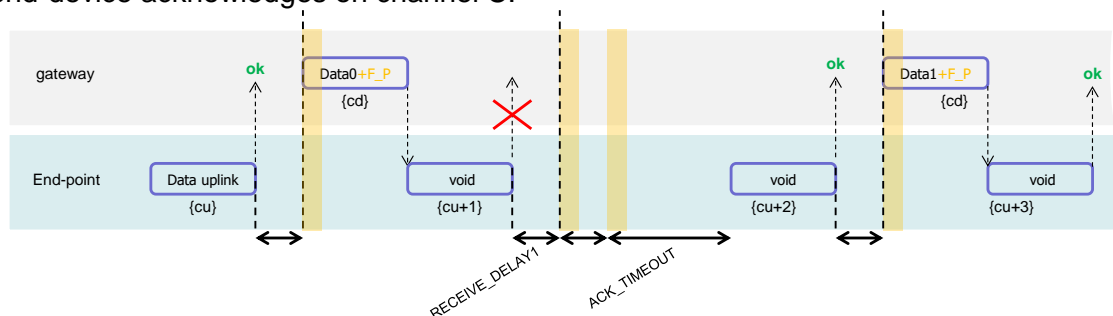 end-device acknowledges on channel C.
gateway
ok
Data0+F_P
{cd}
ok
Data1+F_P
{cd}
ok
End-point
Data uplink
{cu}
void
{cu+1}
void
{cu+2}
void
{cu+3}
RECEIVE_DELAY1
ACK_TIMEOUT